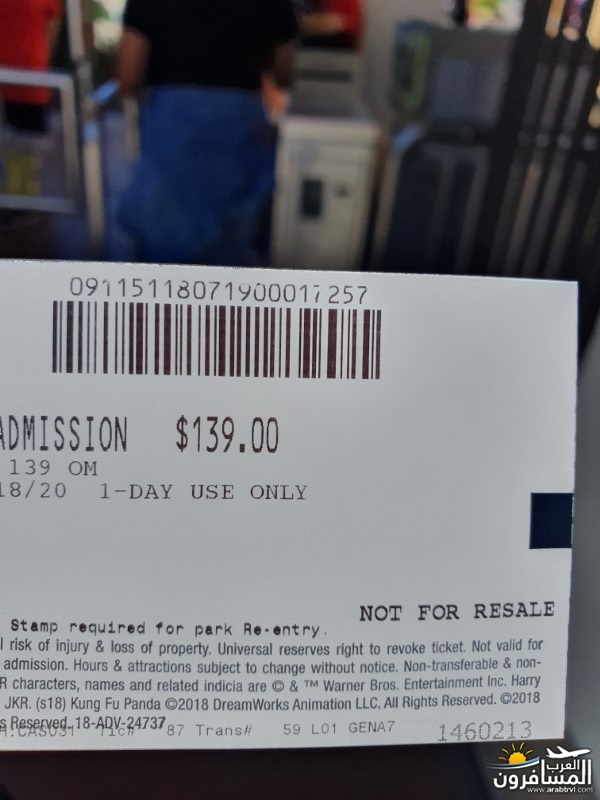 09115118071900017257
ADMISSION $139.00
139 OM
18/20 1-DAY USE ONLY
NOT FOR RESALE
Stamp required for park Re-entry.
l risk of injury & loss of property. Universal reserves right to revoke ticket. Not valid for
admission. Hours & attractions subject to change without notice. Non-transferable & non-
R characters, names and related indicia are © & ™ Warner Bros. Entertainment Inc. Harry
JKR. (s18) Kung Fu Panda ©2018 DreamWorks Animation LLC. All Rights Reserved. ©2018
s Reserved. 18-ADV-24737
87 Trans# 59 L01 GENA7 1460213
العرب
المسافرون
www.arabtrvl.com